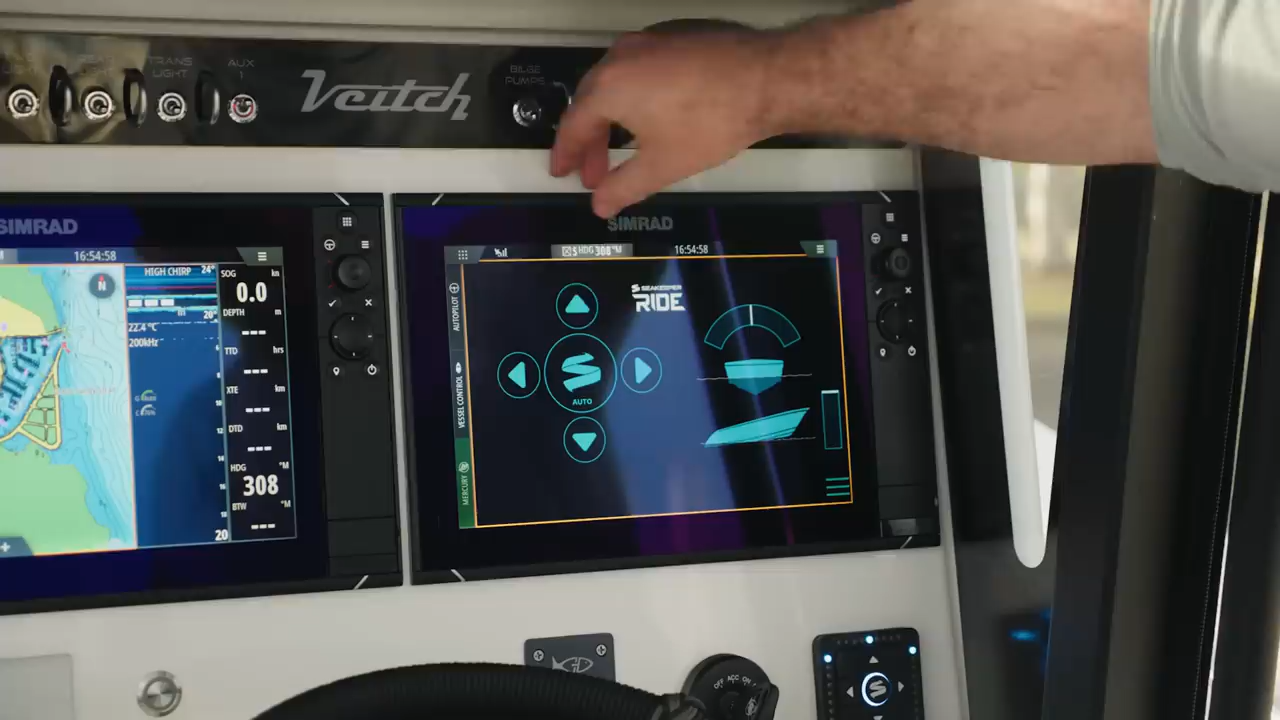 TRANS
LIGHT
AUX
1
Veitch
BILGE
PUMPS
SIMRAD
16:54:58
N
HIGH CHIRP
24°
20°
m
22.4 °C
200kHz
20
SOG
kn
0.0
DEPTH
m
---
TTD
hrs
---
XTE
km
---
DTD
km
---
HDG
°M
308
BTW
°M
---
SIMRAD
HDG 308 °M
16:54:58
AUTOPILOT
VESSEL CONTROL
MERCURY
SEAKEEPER
RIDE
AUTO
OFF ACC ON